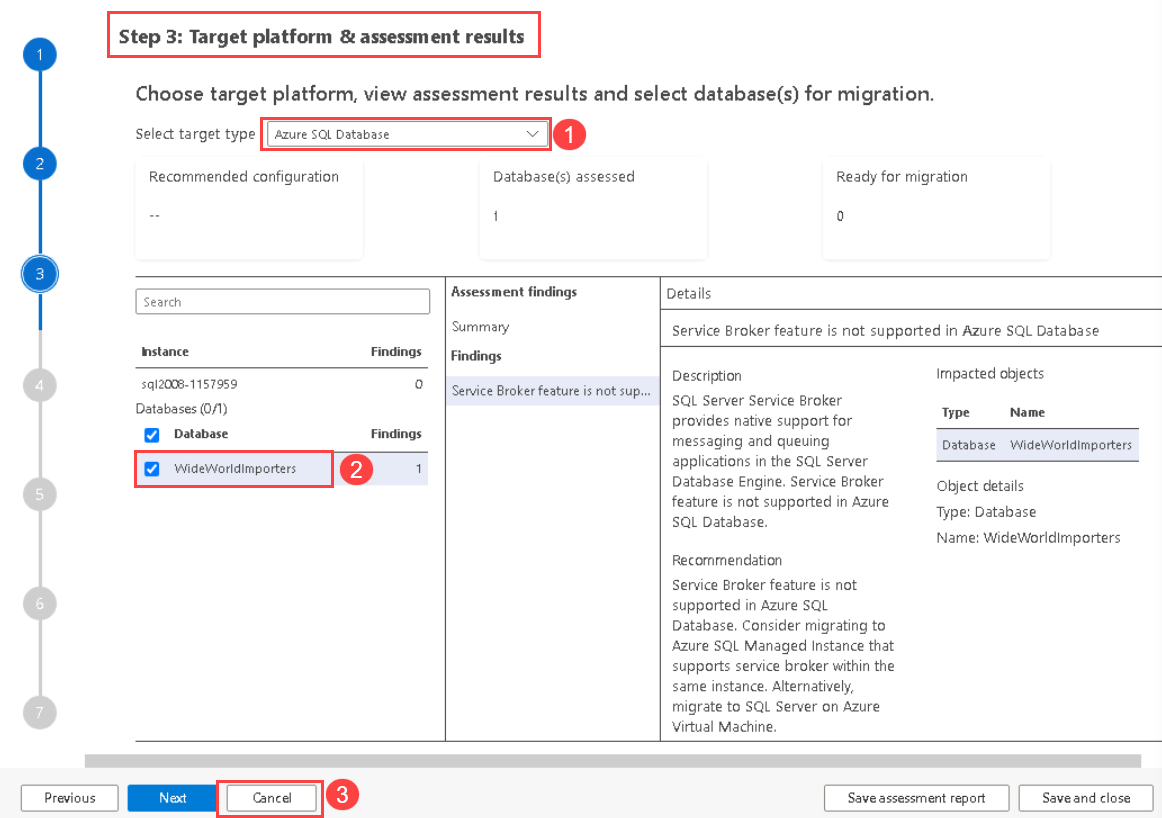 Step 3: Target platform & assessment results
1
Choose target platform, view assessment results and select database(s) for migration.
Select target type
Azure SQL Database
1
2
Recommended configuration
--
Database(s) assessed
1
Ready for migration
0
3
Search
Instance
Findings
sql2008-1157959
0
Databases (0/1)
Database
Findings
WideWorldImporters
2
1
Assessment findings
Summary
Findings
Service Broker feature is not sup...
Details
Service Broker feature is not supported in Azure SQL Database
Description
SQL Server Service Broker
provides native support for
messaging and queuing
applications in the SQL Server
Database Engine. Service Broker
feature is not supported in Azure
SQL Database.
Recommendation
Service Broker feature is not
supported in Azure SQL
Database. Consider migrating to
Azure SQL Managed Instance that
supports service broker within the
same instance. Alternatively,
migrate to SQL Server on Azure
Virtual Machine.
Impacted objects
Type
Name
Database
WideWorldImporters
Object details
Type: Database
Name: WideWorldImporters
4
5
6
7
Previous
Next
Cancel
3
Save assessment report
Save and close